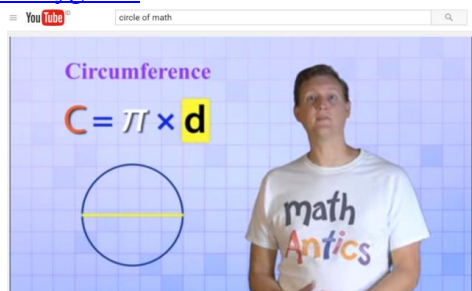 YouTube
circle of math
Circumference
C = π × d
math
Antics